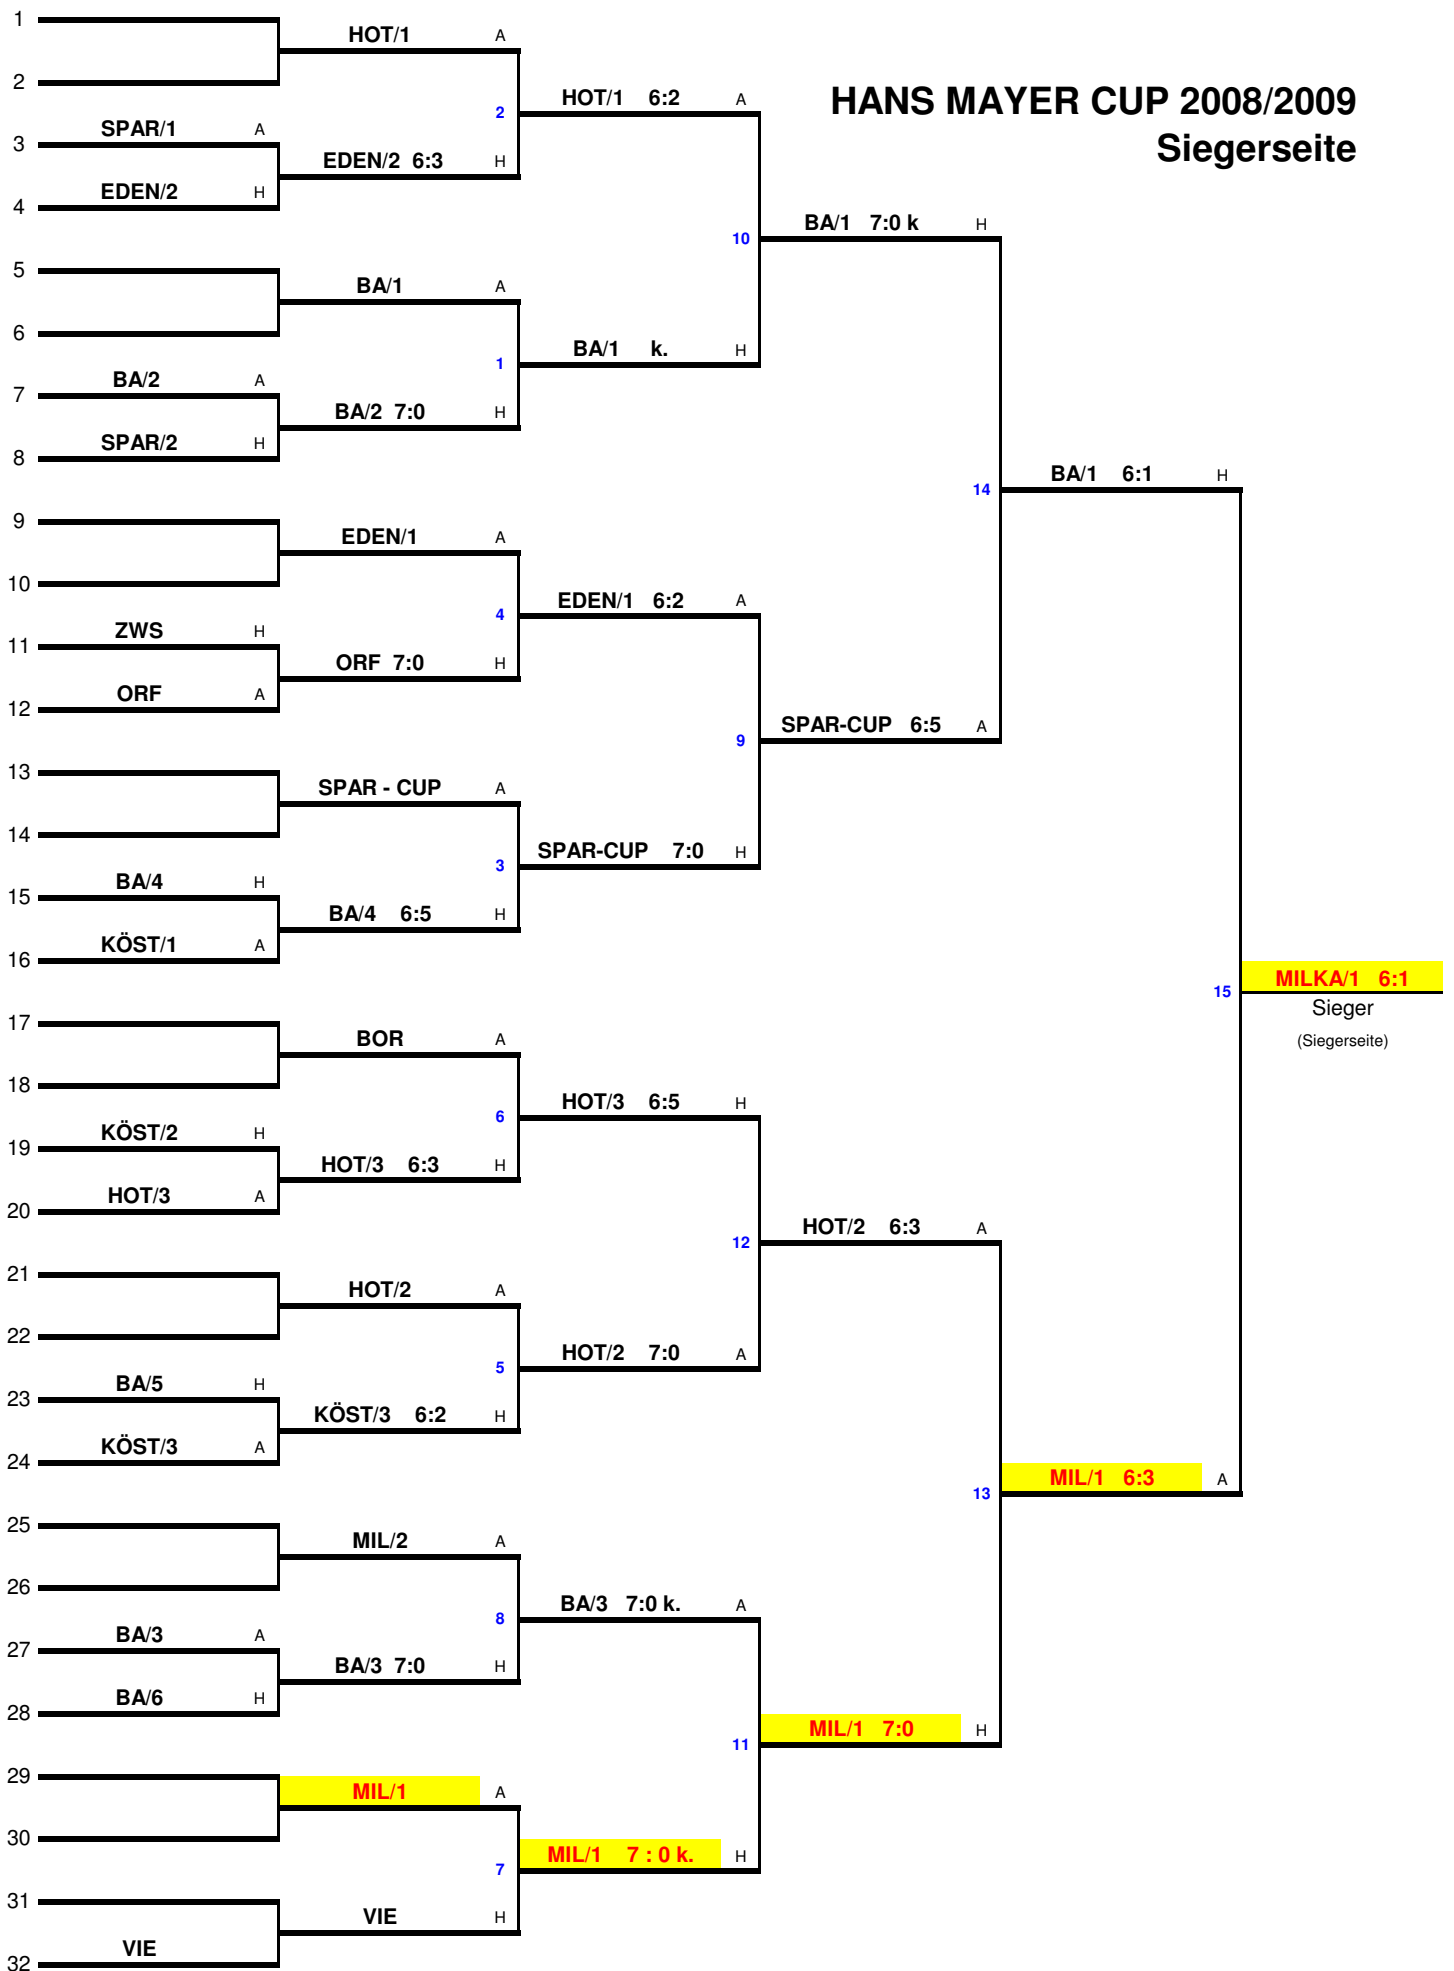 HANS MAYER CUP 2008/2009
Siegerseite
1
HOT/1 A
2
2
HOT/1 6:2 A
3 SPAR/1 A
EDEN/2 6:3 H
4 EDEN/2 H
10
BA/1 7:0 k H
5
BA/1 A
6
1
BA/1 k. H
7 BA/2 A
BA/2 7:0 H
8 SPAR/2 H
14
BA/1 6:1 H
9
EDEN/1 A
10
4
EDEN/1 6:2 A
11 ZWS H
ORF 7:0 H
12 ORF A
9
SPAR-CUP 6:5 A
13
SPAR - CUP A
14
3
SPAR-CUP 7:0 H
15 BA/4 H
BA/4 6:5 H
16 KÖST/1 A
15
MILKA/1 6:1
Sieger
(Siegerseite)
17
BOR A
18
6
HOT/3 6:5 H
19 KÖST/2 H
HOT/3 6:3 H
20 HOT/3 A
12
HOT/2 6:3 A
21
HOT/2 A
22
5
HOT/2 7:0 A
23 BA/5 H
KÖST/3 6:2 H
24 KÖST/3 A
13
MIL/1 6:3 A
25
MIL/2 A
26
8
BA/3 7:0 k. A
27 BA/3 A
BA/3 7:0 H
28 BA/6 H
11
MIL/1 7:0 H
29
MIL/1 A
30
7
MIL/1 7 : 0 k. H
31
VIE H
32 VIE